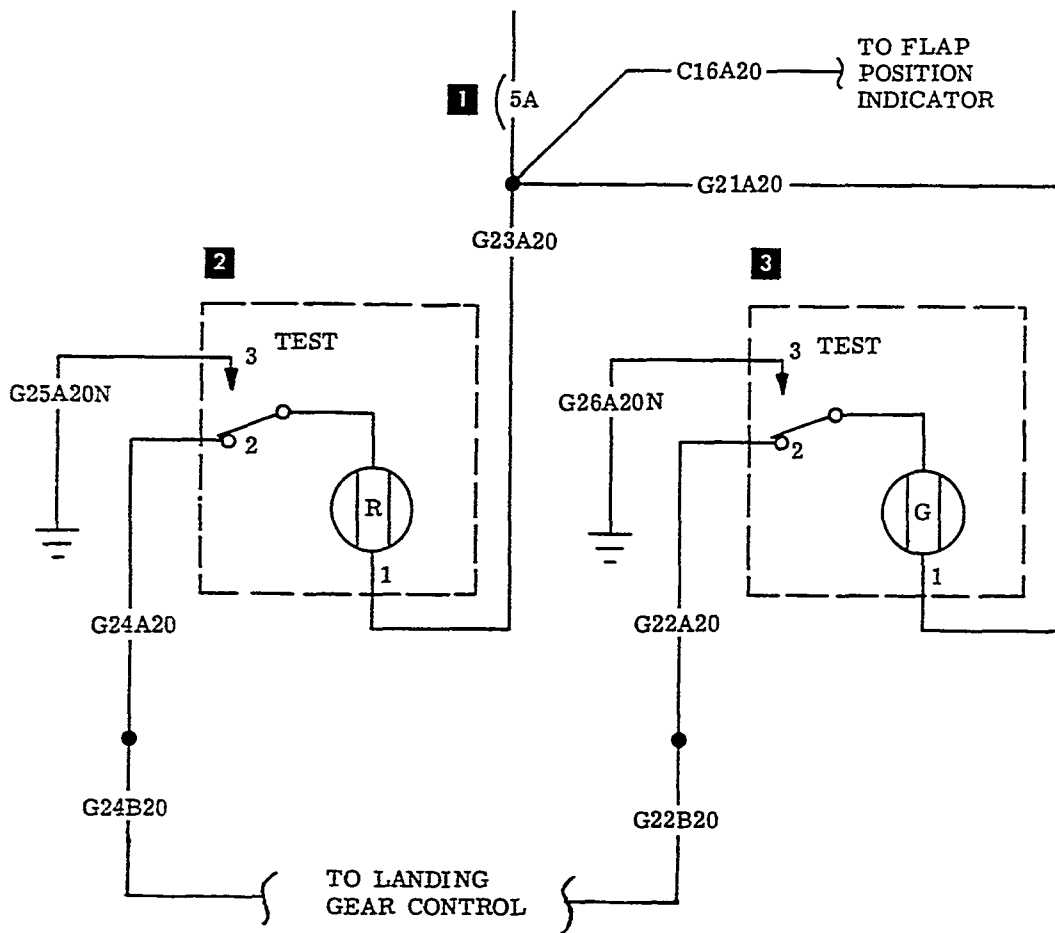 TO FLAP
POSITION
INDICATOR
C16A20
1
5A
G21A20
G23A20
2
3
3
TEST
3
TEST
G25A20N
G26A20N
2
2
R
G
1
1
G24A20
G22A20
G24B20
G22B20
TO LANDING
GEAR CONTROL